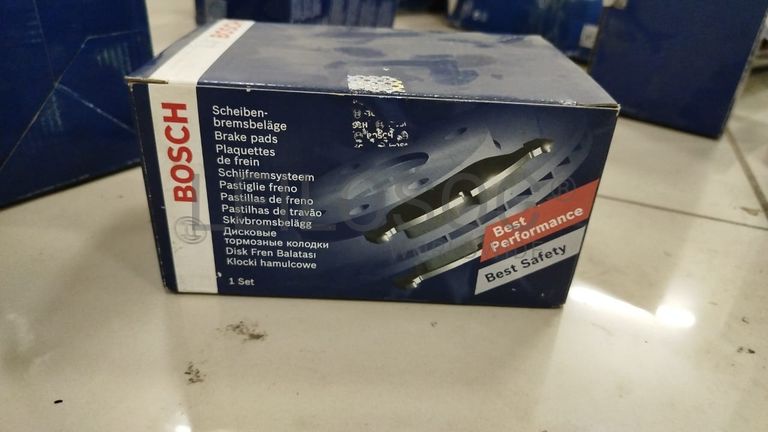 BOSCH
BOSCH
Scheiben-
bremsbeläge
Brake pads
Plaquettes
de frein
Schijfremsysteem
Pastiglie freno
Pastillas de freno
Pastilhas de travão
Skivbromsbelägg
Дисковые
тормозные колодки
Disk Fren Balatası
Klocki hamulcowe
1 Set
Best
Performance
Best Safety